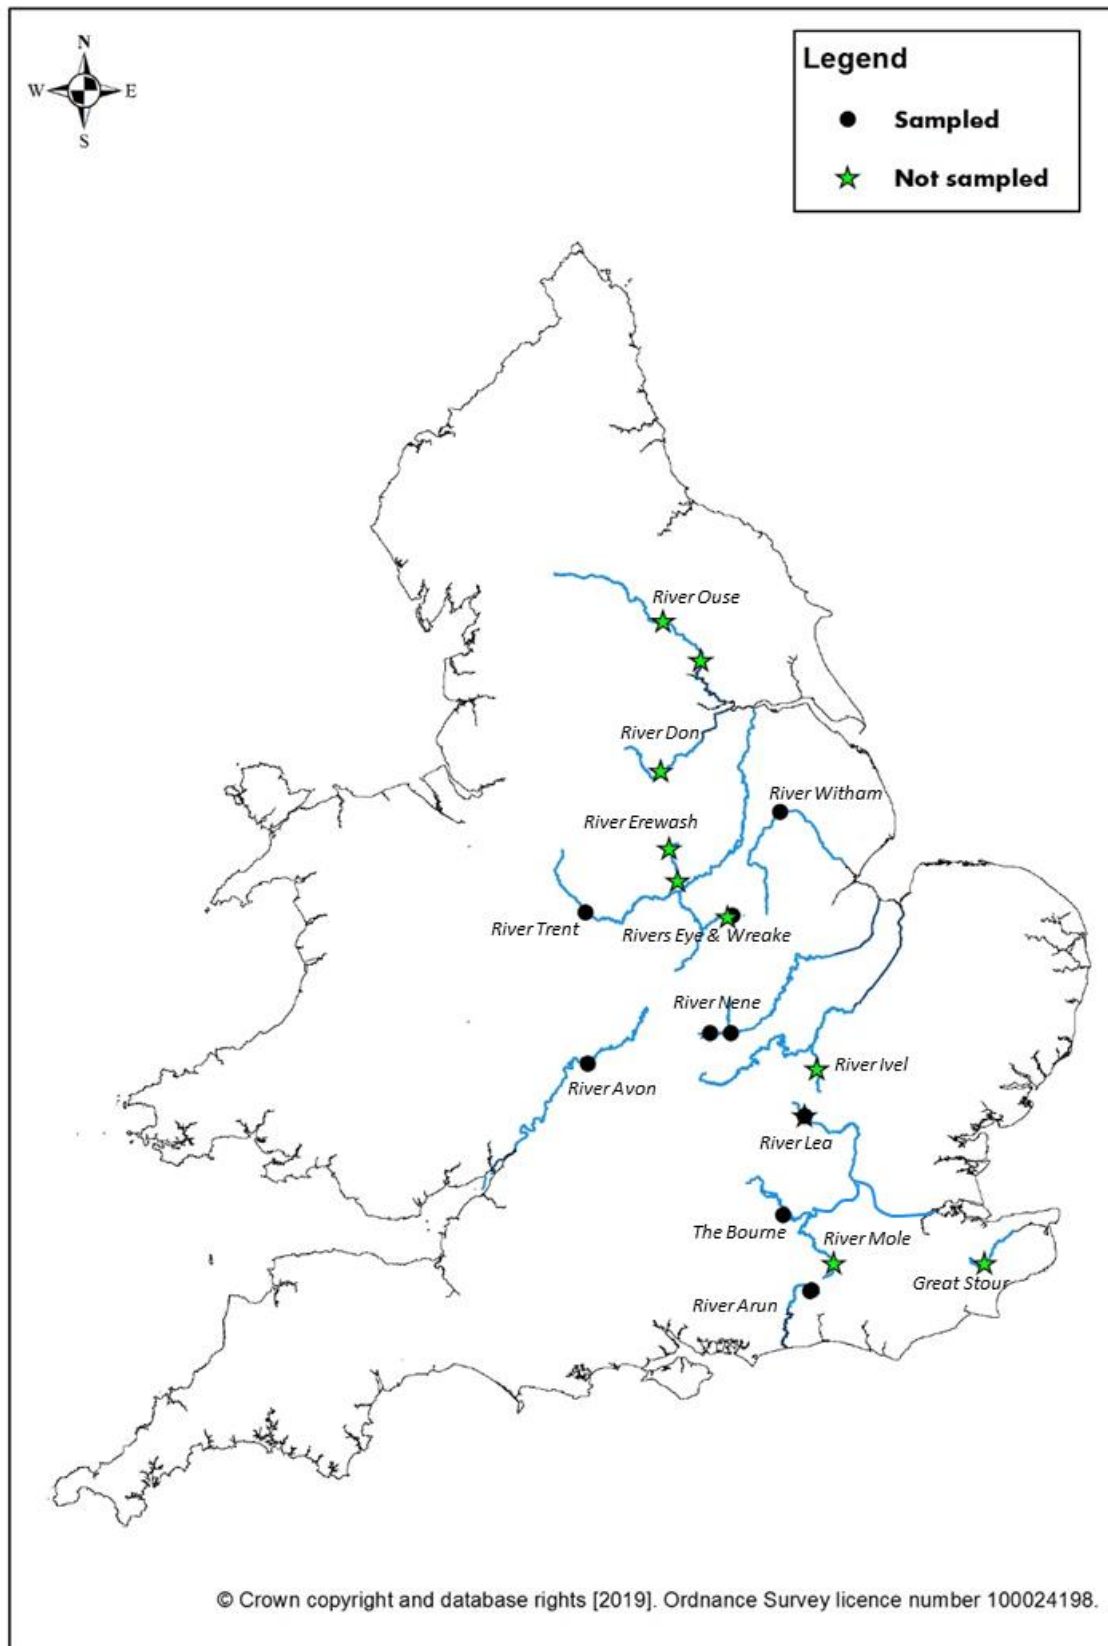 N
W E
S
Legend
Sampled
Not sampled
River Ouse
River Don
River Witham
River Erewash
River Trent
Rivers Eye & Wreake
River Nene
River Ivel
River Avon
River Lea
The Bourne
River Mole
Great Stour
River Arun
© Crown copyright and database rights [2019]. Ordnance Survey licence number 100024198.